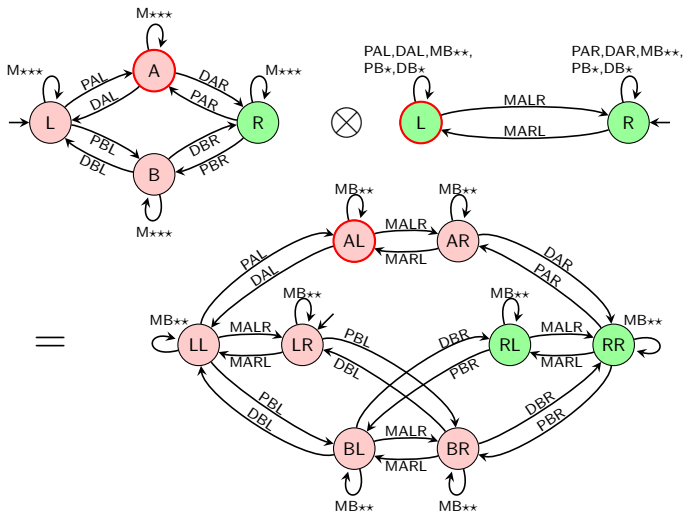 M⋆⋆⋆
M⋆⋆⋆
PAL
A
DAR
M⋆⋆⋆
DAL
PAR
L
R
PBL
DBR
DBL
B
PBR
M⋆⋆⋆
⊗
PAL,DAL,MB⋆⋆,
PB⋆,DB⋆
PAR,DAR,MB⋆⋆,
PB⋆,DB⋆
L
MALR
MARL
R
=
MB⋆⋆
MB⋆⋆
AL
MALR
MARL
AR
PAL
DAL
DAR
PAR
MB⋆⋆
MB⋆⋆
MB⋆⋆
MB⋆⋆
LL
MALR
MARL
LR
PBL
DBL
DBR
PBR
RL
MALR
MARL
RR
PBL
DBL
DBR
PBR
BL
MALR
MARL
BR
MB⋆⋆
MB⋆⋆